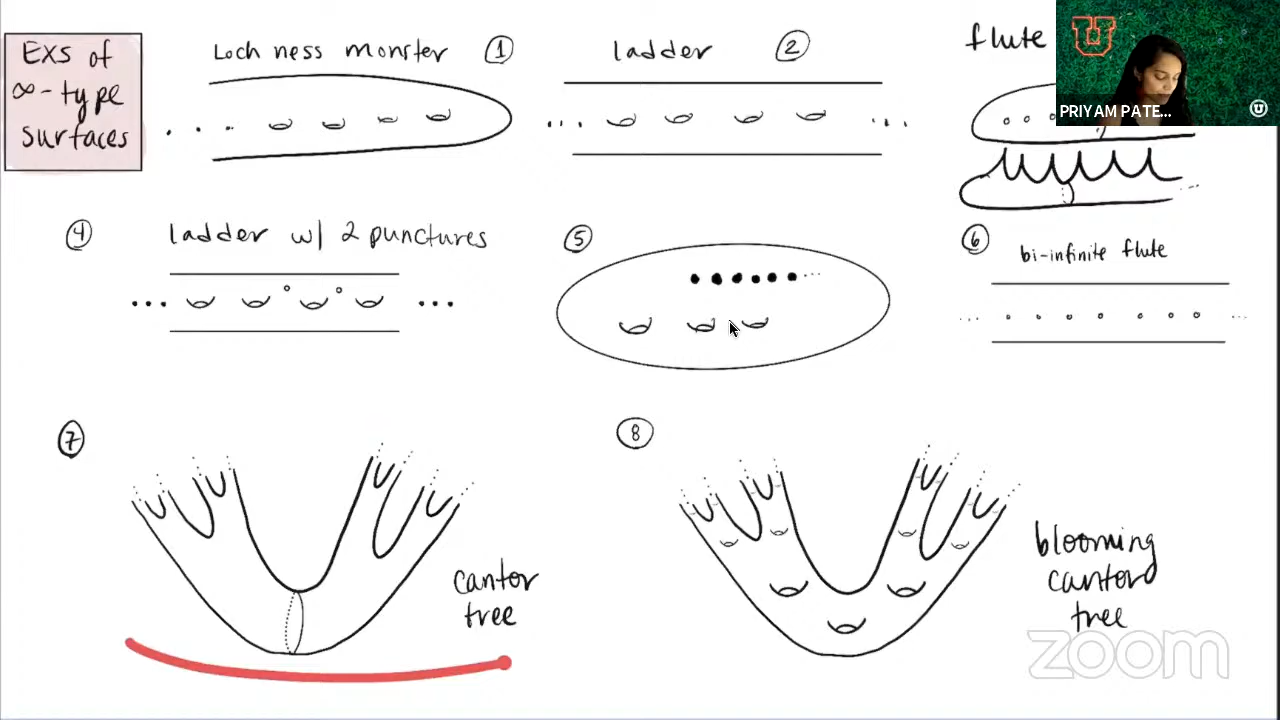 Exs of
∞-type
surfaces
Loch ness monster ①
ladder ②
flute
PRIYAM PATE...
④ ladder w/ 2 punctures
⑤
⑥ bi-infinite flute
⑦
cantor
tree
⑧
blooming
cantor
tree
zoom